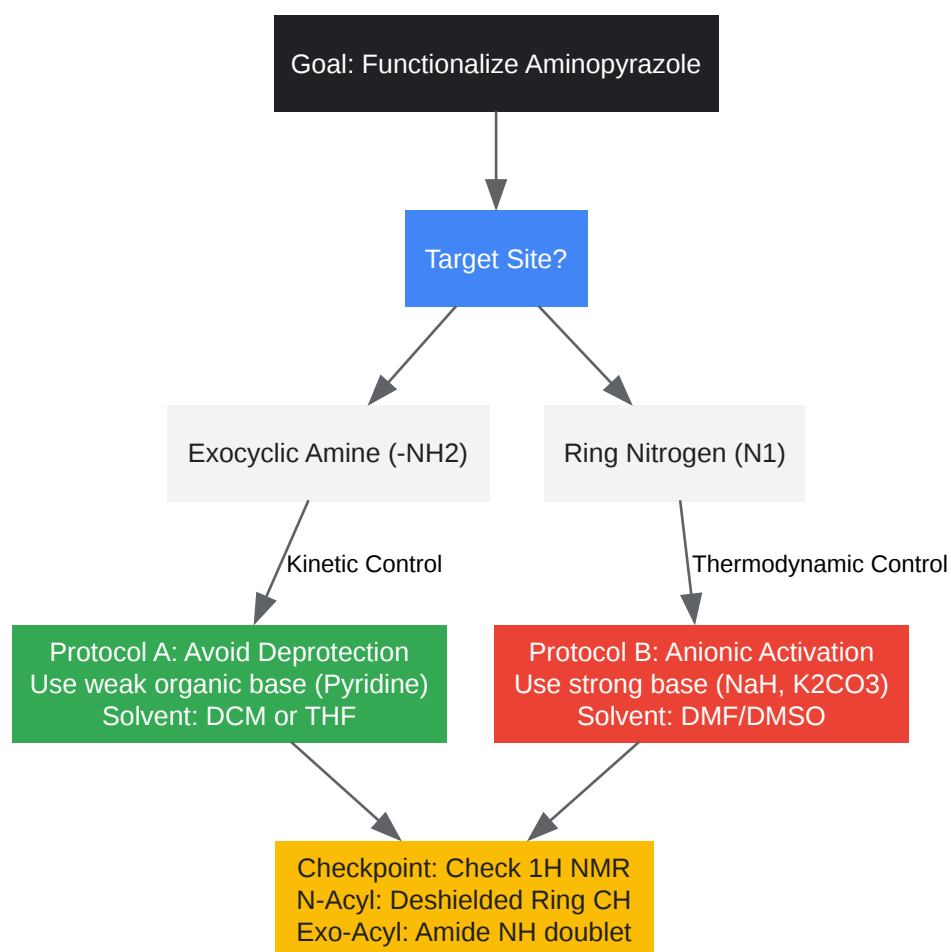 Goal: Functionalize Aminopyrazole
Target Site?
Exocyclic Amine (-NH2)
Ring Nitrogen (N1)
Kinetic Control
Thermodynamic Control
Protocol A: Avoid Deprotection
Use weak organic base (Pyridine)
Solvent: DCM or THF
Protocol B: Anionic Activation
Use strong base (NaH, K2CO3)
Solvent: DMF/DMSO
Checkpoint: Check 1H NMR
N-Acyl: Deshielded Ring CH
Exo-Acyl: Amide NH doublet